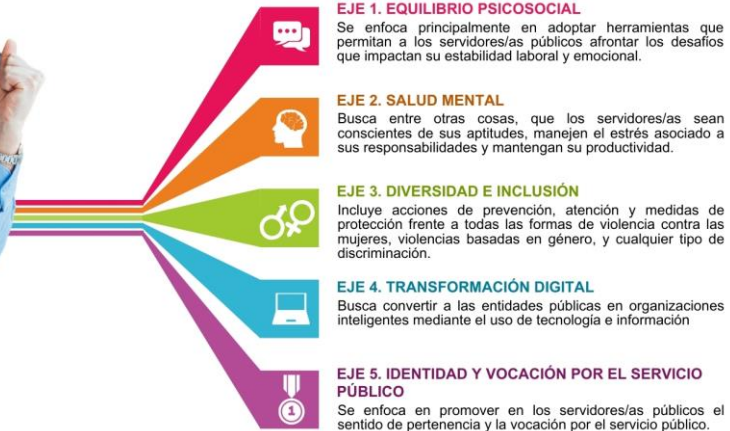 EJE 1. EQUILIBRIO PSICOSOCIAL
Se enfoca principalmente en adoptar herramientas que
permitan a los servidores/as públicos afrontar los desafíos
que impactan su estabilidad laboral y emocional.
EJE 2. SALUD MENTAL
Busca entre otras cosas, que los servidores/as sean
conscientes de sus aptitudes, manejen el estrés asociado a
sus responsabilidades y mantengan su productividad.
EJE 3. DIVERSIDAD E INCLUSIÓN
Incluye acciones de prevención, atención y medidas de
protección frente a todas las formas de violencia contra las
mujeres, violencias basadas en género, y cualquier tipo de
discriminación.
EJE 4. TRANSFORMACIÓN DIGITAL
Busca convertir a las entidades públicas en organizaciones
inteligentes mediante el uso de tecnología e información
EJE 5. IDENTIDAD Y VOCACIÓN POR EL SERVICIO
PÚBLICO
1
Se enfoca en promover en los servidores/as públicos el
sentido de pertenencia y la vocación por el servicio público.